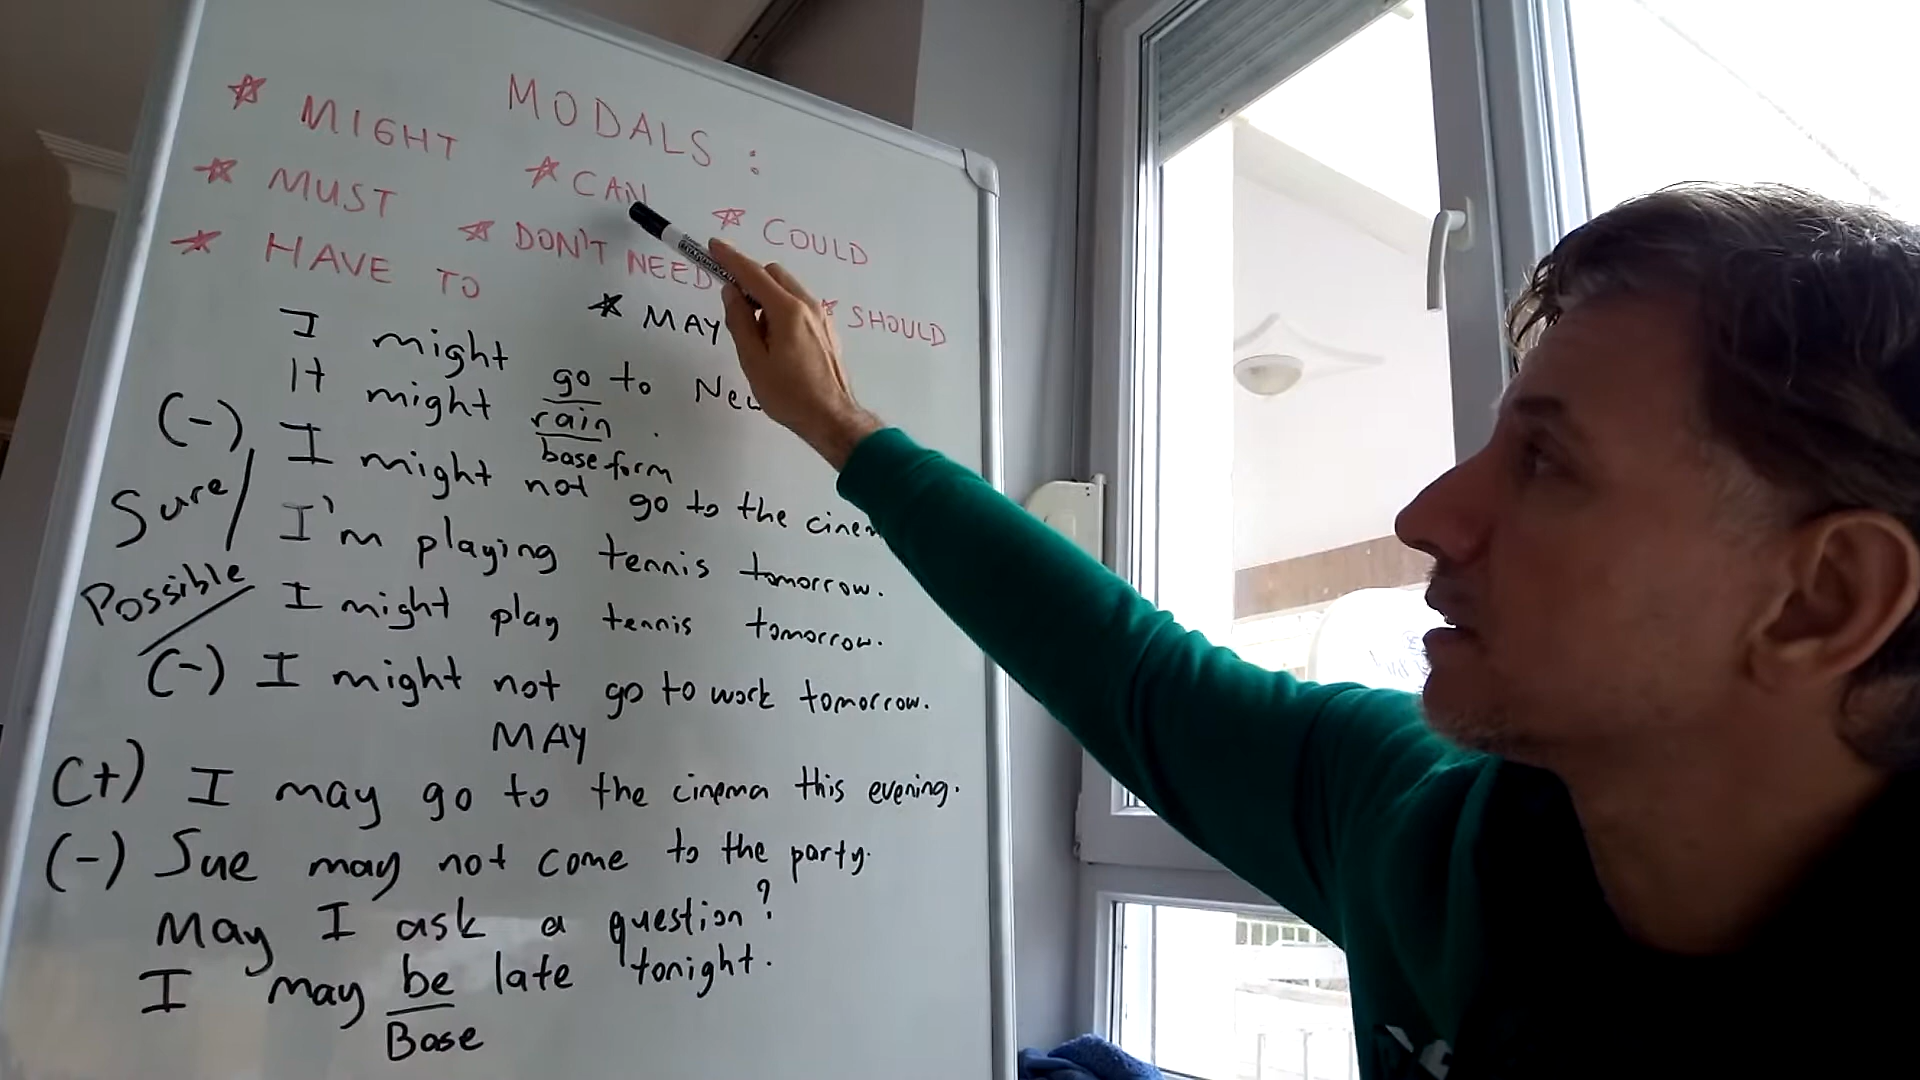 MODALS :
☆ MIGHT
☆ MUST ☆ CAN ☆ COULD
☆ HAVE TO ☆ DON'T NEED
☆ MAY ☆ SHOULD
I might go to
It might rain .
base form
(-) I might not go to the
Sure / I'm playing tennis tomorrow.
Possible / I might play tennis tomorrow.
(-) I might not go to work tomorrow.
MAY
(+) I may go to the cinema this evening.
(-) Sue may not come to the party.
May I ask a question?
I may be late tonight.
Base